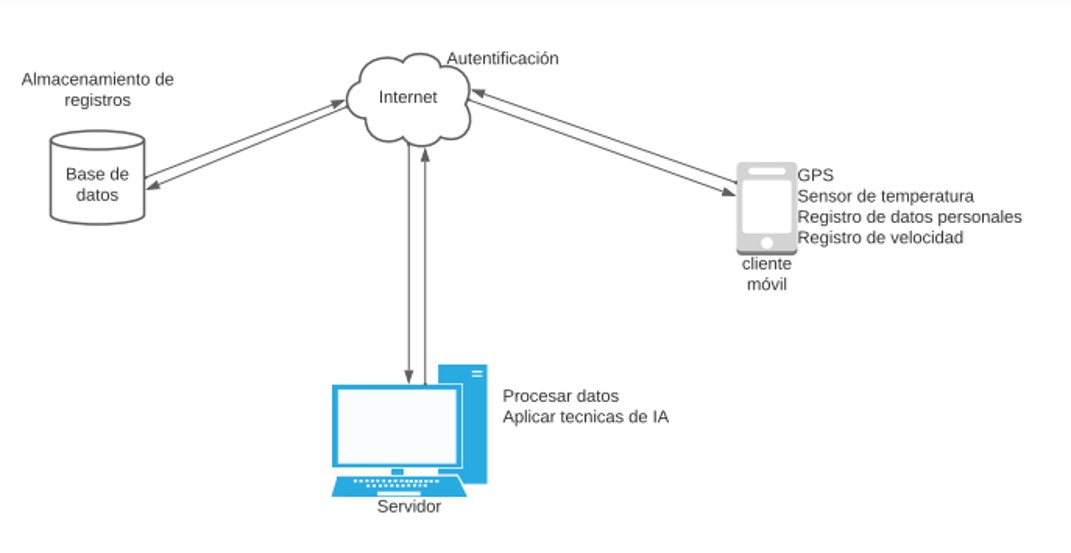 Autentificación
Almacenamiento de
registros
Internet
Base de
datos
GPS
Sensor de temperatura
Registro de datos personales
Registro de velocidad
cliente
móvil
Procesar datos
Aplicar tecnicas de IA
Servidor